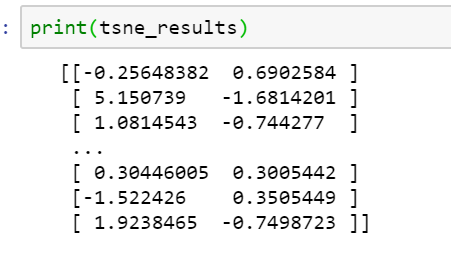 : print(tsne_results)
[[-0.25648382 0.6902584 ]
[ 5.150739 -1.6814201 ]
[ 1.0814543 -0.744277 ]
...
[ 0.30446005 0.3005442 ]
[-1.522426 0.3505449 ]
[ 1.9238465 -0.7498723 ]]